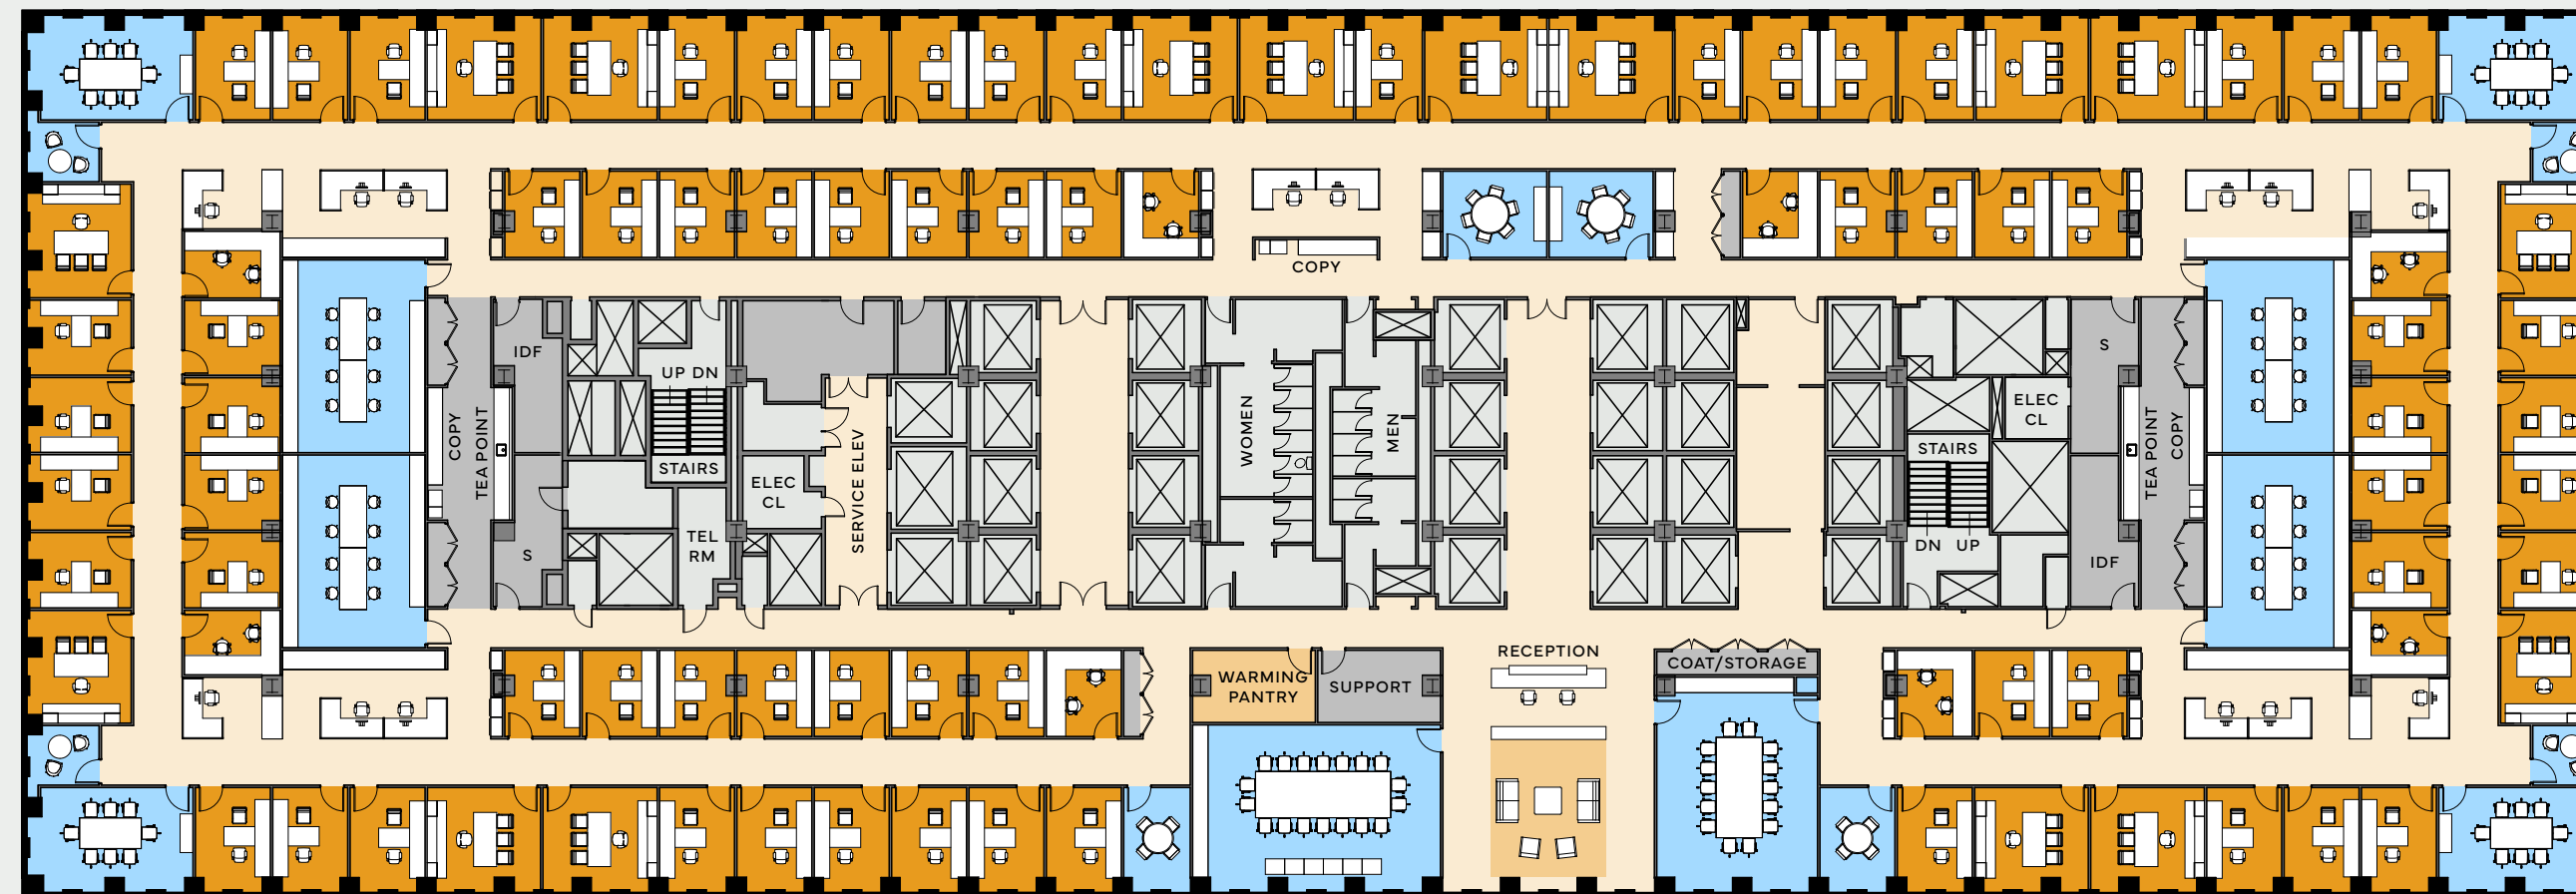 COPY
IDF
UP DN
S
ELEC
CL
COPY
TEA POINT
STAIRS
ELEC
CL
SERVICE ELEV
WOMEN
MEN
STAIRS
TEA POINT
COPY
S
TEL
RM
DN UP
IDF
RECEPTION
WARMING
PANTRY
SUPPORT
COAT/STORAGE